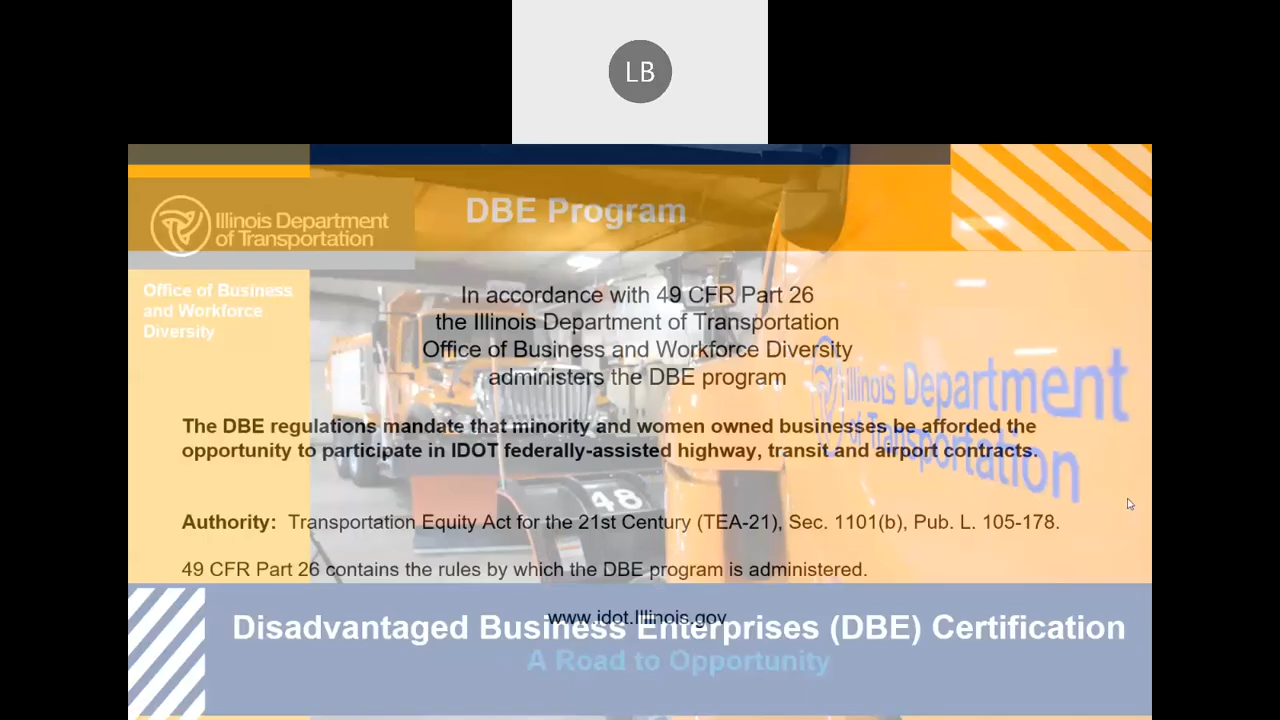 LB
Illinois Department
of Transportation
DBE Program
Office of Business
and Workforce
Diversity
In accordance with 49 CFR Part 26
the Illinois Department of Transportation
Office of Business and Workforce Diversity
administers the DBE program
Illinois Department
of Transportation
The DBE regulations mandate that minority and women owned businesses be afforded the
opportunity to participate in IDOT federally-assisted highway, transit and airport contracts.
48
Authority: Transportation Equity Act for the 21st Century (TEA-21), Sec. 1101(b), Pub. L. 105-178.
49 CFR Part 26 contains the rules by which the DBE program is administered.
www.idot.Illinois.gov
Disadvantaged Business Enterprises (DBE) Certification
A Road to Opportunity